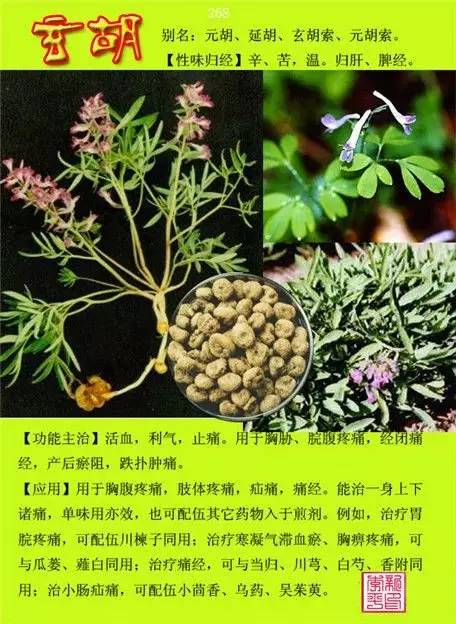 268
玄胡
别名：元胡、延胡、玄胡索、元胡索。
【性味归经】辛、苦，温。归肝、脾经。
【功能主治】活血，利气，止痛。用于胸胁、脘腹疼痛，经闭痛
经，产后瘀阻，跌扑肿痛。
【应用】用于胸腹疼痛，肢体疼痛，疝痛，痛经。能治一身上下
诸痛，单味用亦效，也可配伍其它药物入于煎剂。例如，治疗胃
脘疼痛，可配伍川楝子同用；治疗寒凝气滞血瘀、胸痹疼痛，可
与瓜蒌、薤白同用；治疗痛经，可与当归、川芎、白芍、香附同
用；治小肠疝痛，可配伍小茴香、乌药、吴茱萸。